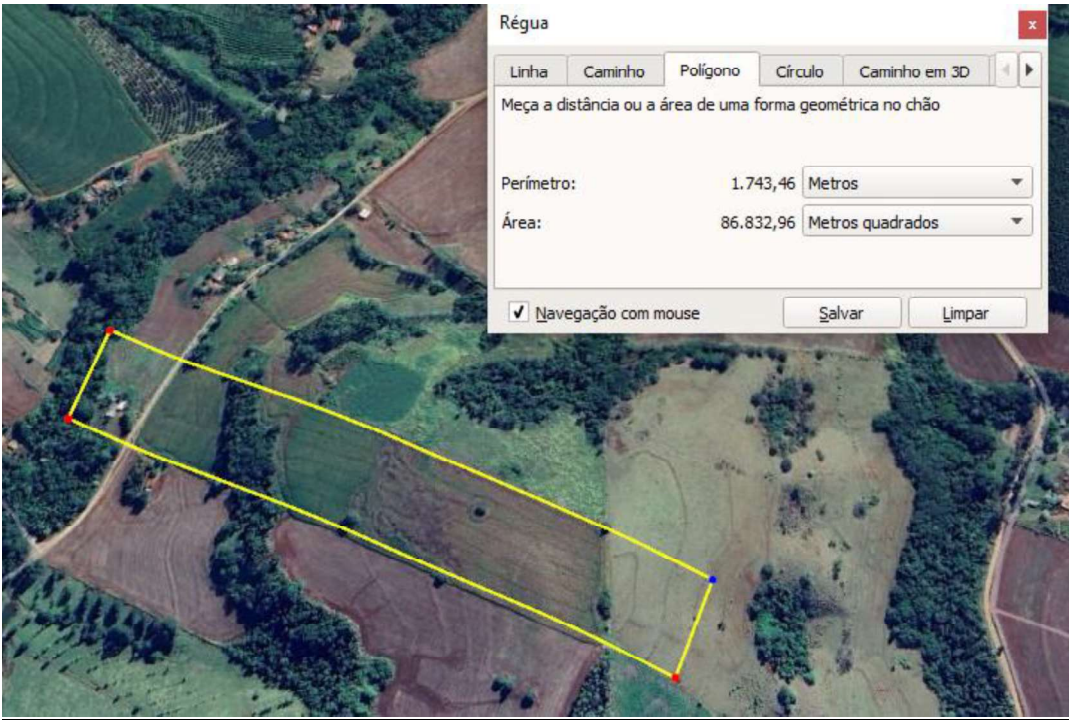 Régua
x
Linha Caminho Polígono Círculo Caminho em 3D
Meça a distância ou a área de uma forma geométrica no chão
Perímetro: 1.743,46 Metros
Área: 86.832,96 Metros quadrados
Navegação com mouse Salvar Limpar